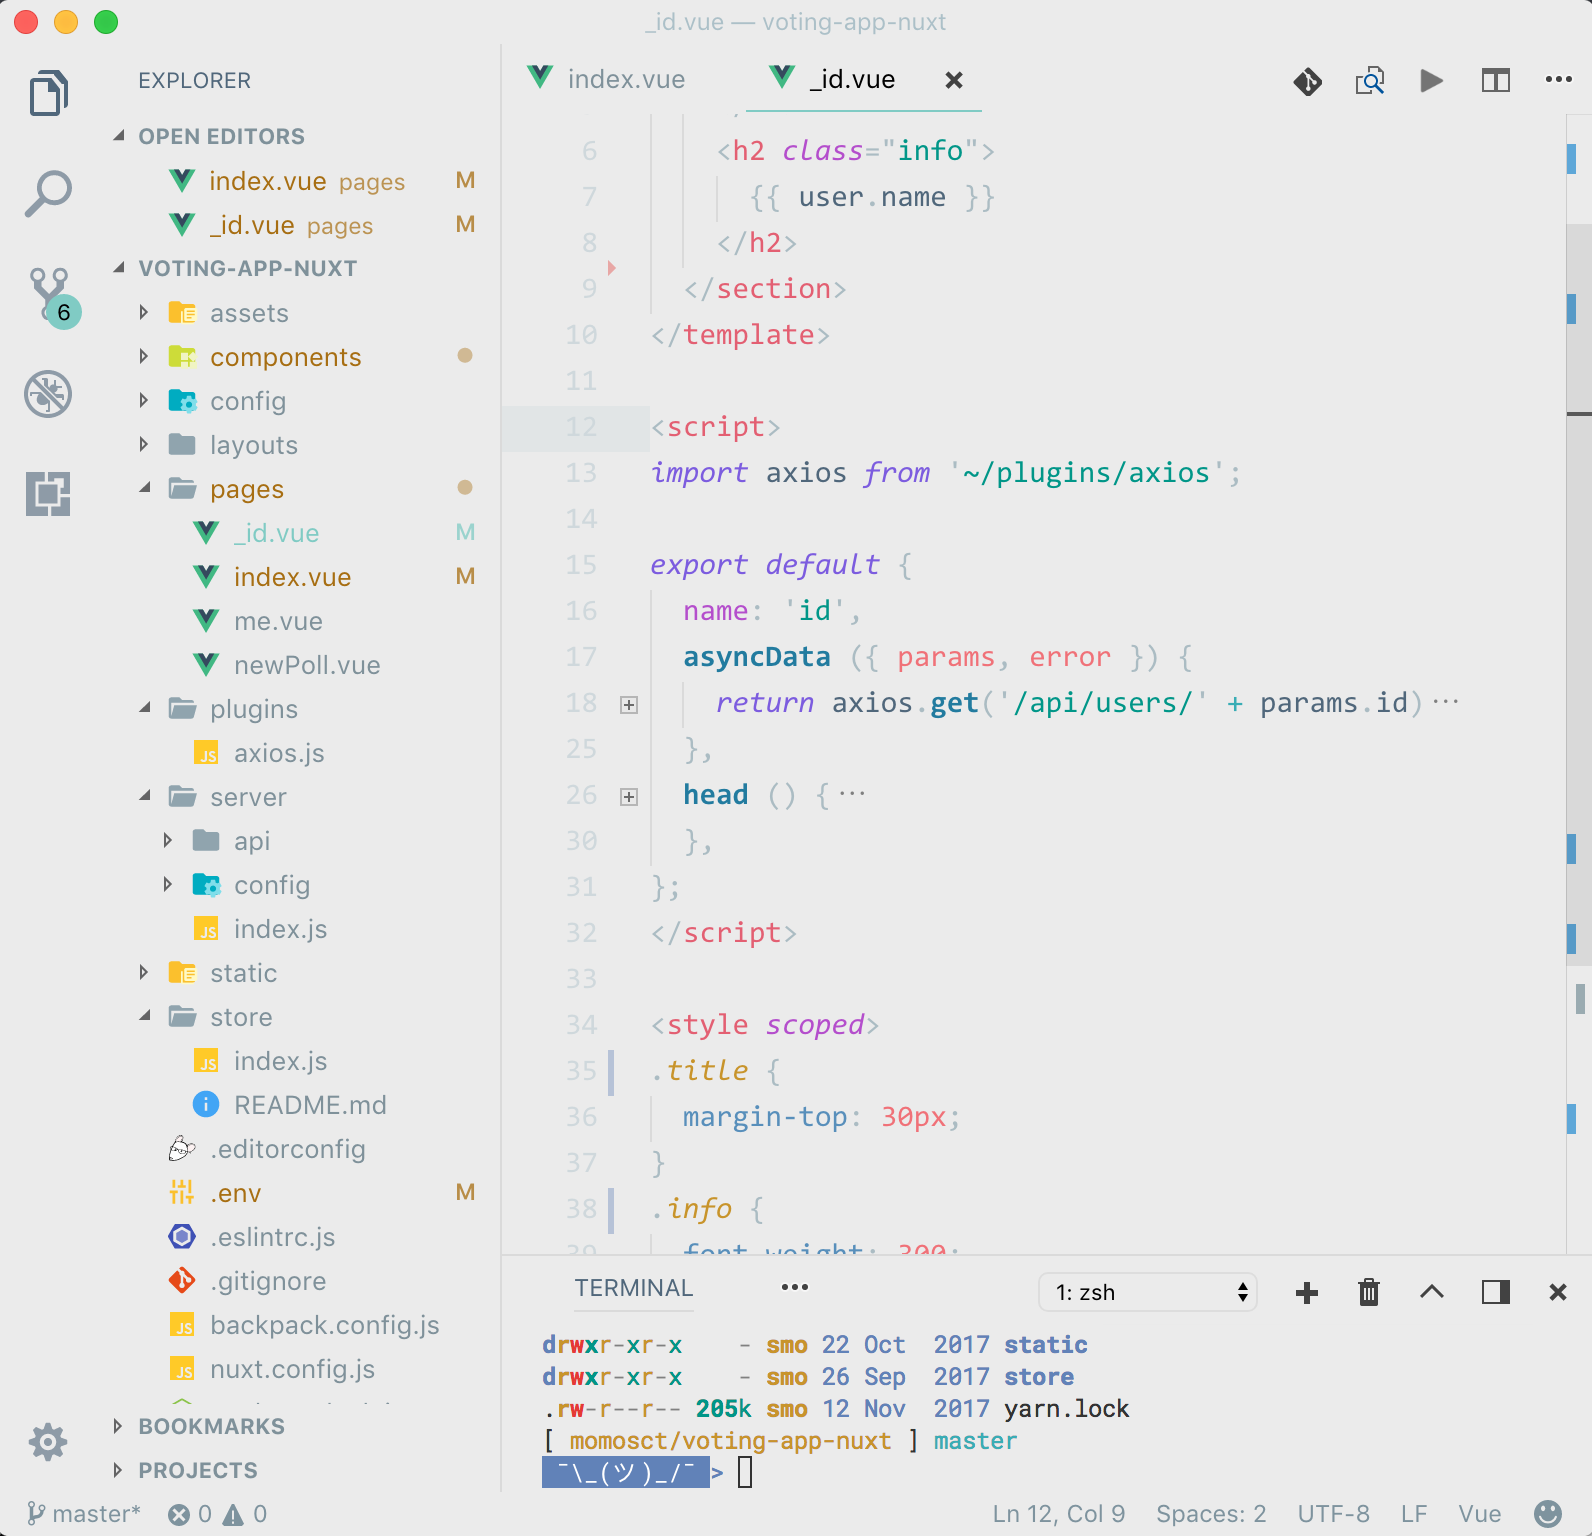 _id.vue — voting-app-nuxt
EXPLORER
OPEN EDITORS
index.vue pages M
_id.vue pages M
VOTING-APP-NUXT
6
assets
components
config
layouts
pages
_id.vue M
index.vue M
me.vue
newPoll.vue
plugins
JS axios.js
server
api
config
JS index.js
static
store
JS index.js
README.md
.editorconfig
.env M
.eslintrc.js
.gitignore
JS backpack.config.js
JS nuxt.config.js
BOOKMARKS
PROJECTS
index.vue _id.vue
6 <h2 class="info">
7 {{ user.name }}
8 </h2>
9 </section>
10 </template>
11
12 <script>
13 import axios from '~/plugins/axios';
14
15 export default {
16 name: 'id',
17 asyncData ({ params, error }) {
18 return axios.get('/api/users/' + params.id)···
25 },
26 head () {···
30 },
31 };
32 </script>
33
34 <style scoped>
35 .title {
36 margin-top: 30px;
37 }
38 .info {
39 font-weight: 300;
TERMINAL ••• 1: zsh
drwxr-xr-x - smo 22 Oct 2017 static
drwxr-xr-x - smo 26 Sep 2017 store
.rw-r--r-- 205k smo 12 Nov 2017 yarn.lock
[ momosct/voting-app-nuxt ] master
¯\_(ツ)_/¯ >
master* 0 0 Ln 12, Col 9 Spaces: 2 UTF-8 LF Vue